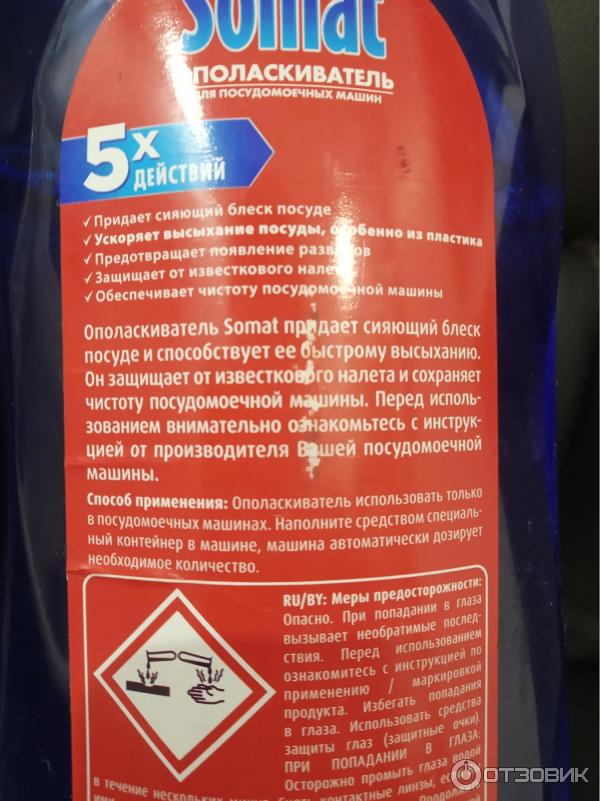 Somat
ОПОЛАСКИВАТЕЛЬ
ДЛЯ ПОСУДОМОЕЧНЫХ МАШИН
5X
ДЕЙСТВИЙ
✓Придает сияющий блеск посуде
✓Ускоряет высыхание посуды, особенно из пластика
✓Предотвращает появление разводов
✓Защищает от известкового налета
✓Обеспечивает чистоту посудомоечной машины
Ополаскиватель Somat придает сияющий блеск
посуде и способствует ее быстрому высыханию.
Он защищает от известкового налета и сохраняет
чистоту посудомоечной машины. Перед исполь-
зованием внимательно ознакомьтесь с инструк-
цией от производителя Вашей посудомоечной
машины.
Способ применения: Ополаскиватель использовать только
в посудомоечных машинах. Наполните средством специаль-
ный контейнер в машине, машина автоматически дозирует
необходимое количество.
RU/BY: Меры предосторожности:
Опасно. При попадании в глаза
вызывает необратимые послед-
ствия. Перед использованием
ознакомитесь с инструкцией по
применению / маркировкой
продукта. Избегать попадания
в глаза. Использовать средства
защиты глаз (защитные очки).
ПРИ ПОПАДАНИИ В ГЛАЗА:
Осторожно промыть глаза водой
в течение нескольких контактные линзы,
ОТЗОВИК